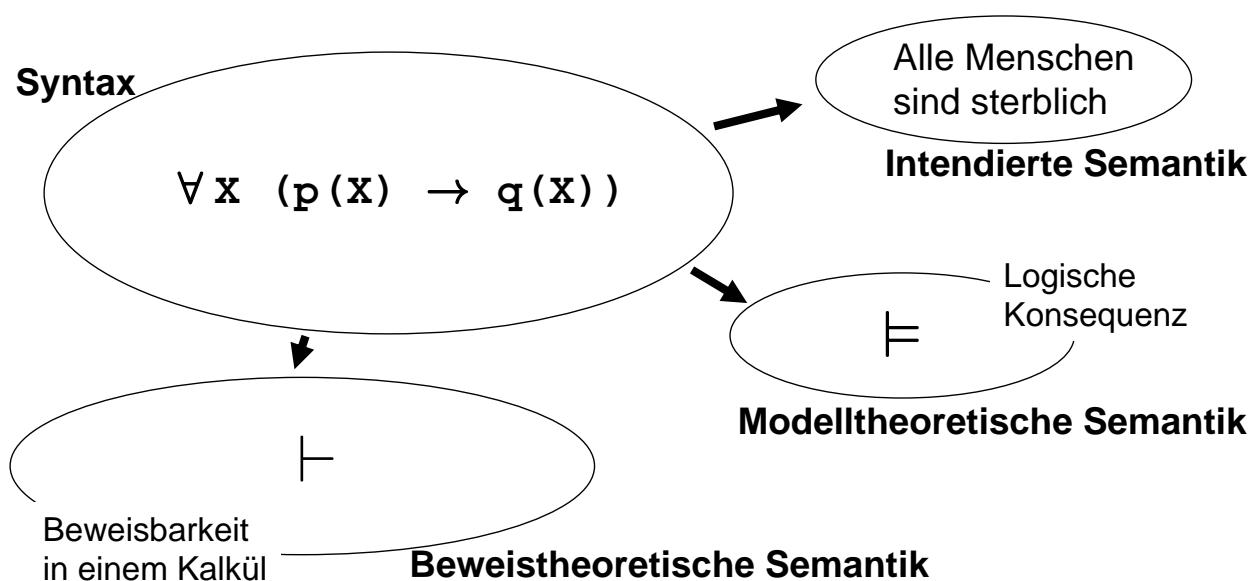 Syntax
∀ X (p(X) → q(X))
Alle Menschen
sind sterblich
Intendierte Semantik
Logische
Konsequenz
⊨
Modelltheoretische Semantik
⊢
Beweisbarkeit
in einem Kalkül
Beweistheoretische Semantik